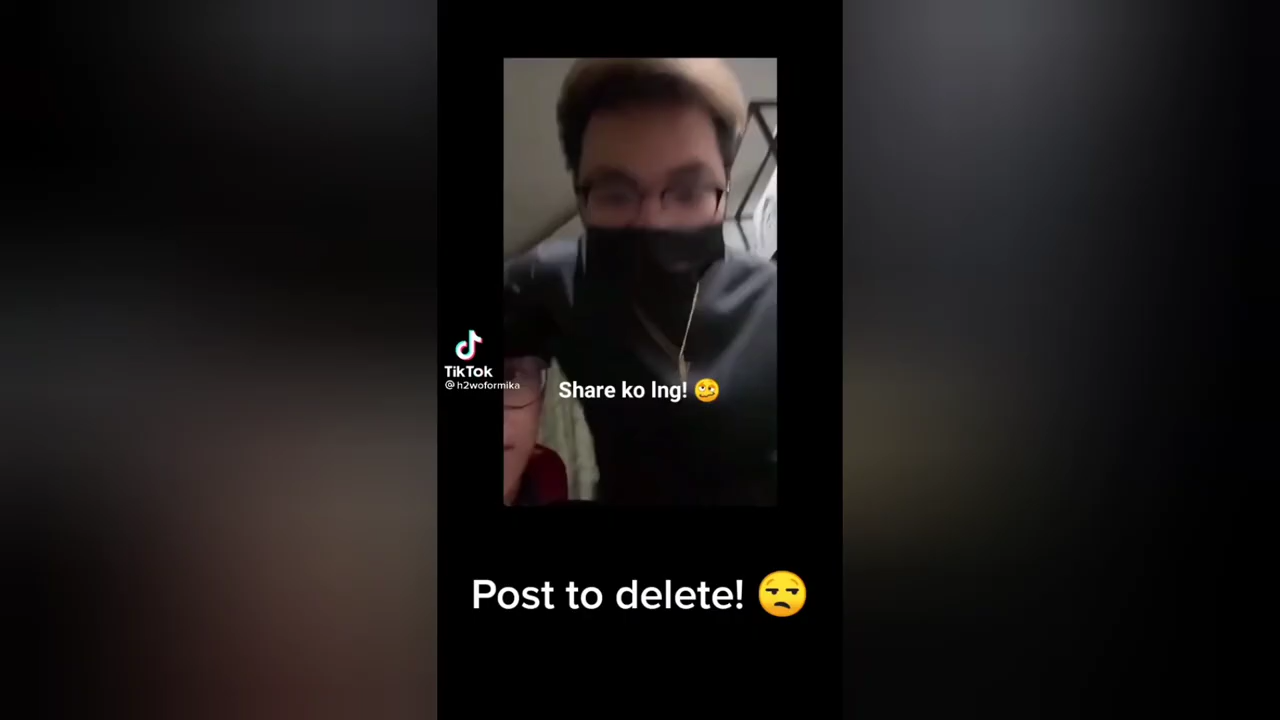 TikTok
@h2woformika
Share ko lng! 🥴
Post to delete! 😒